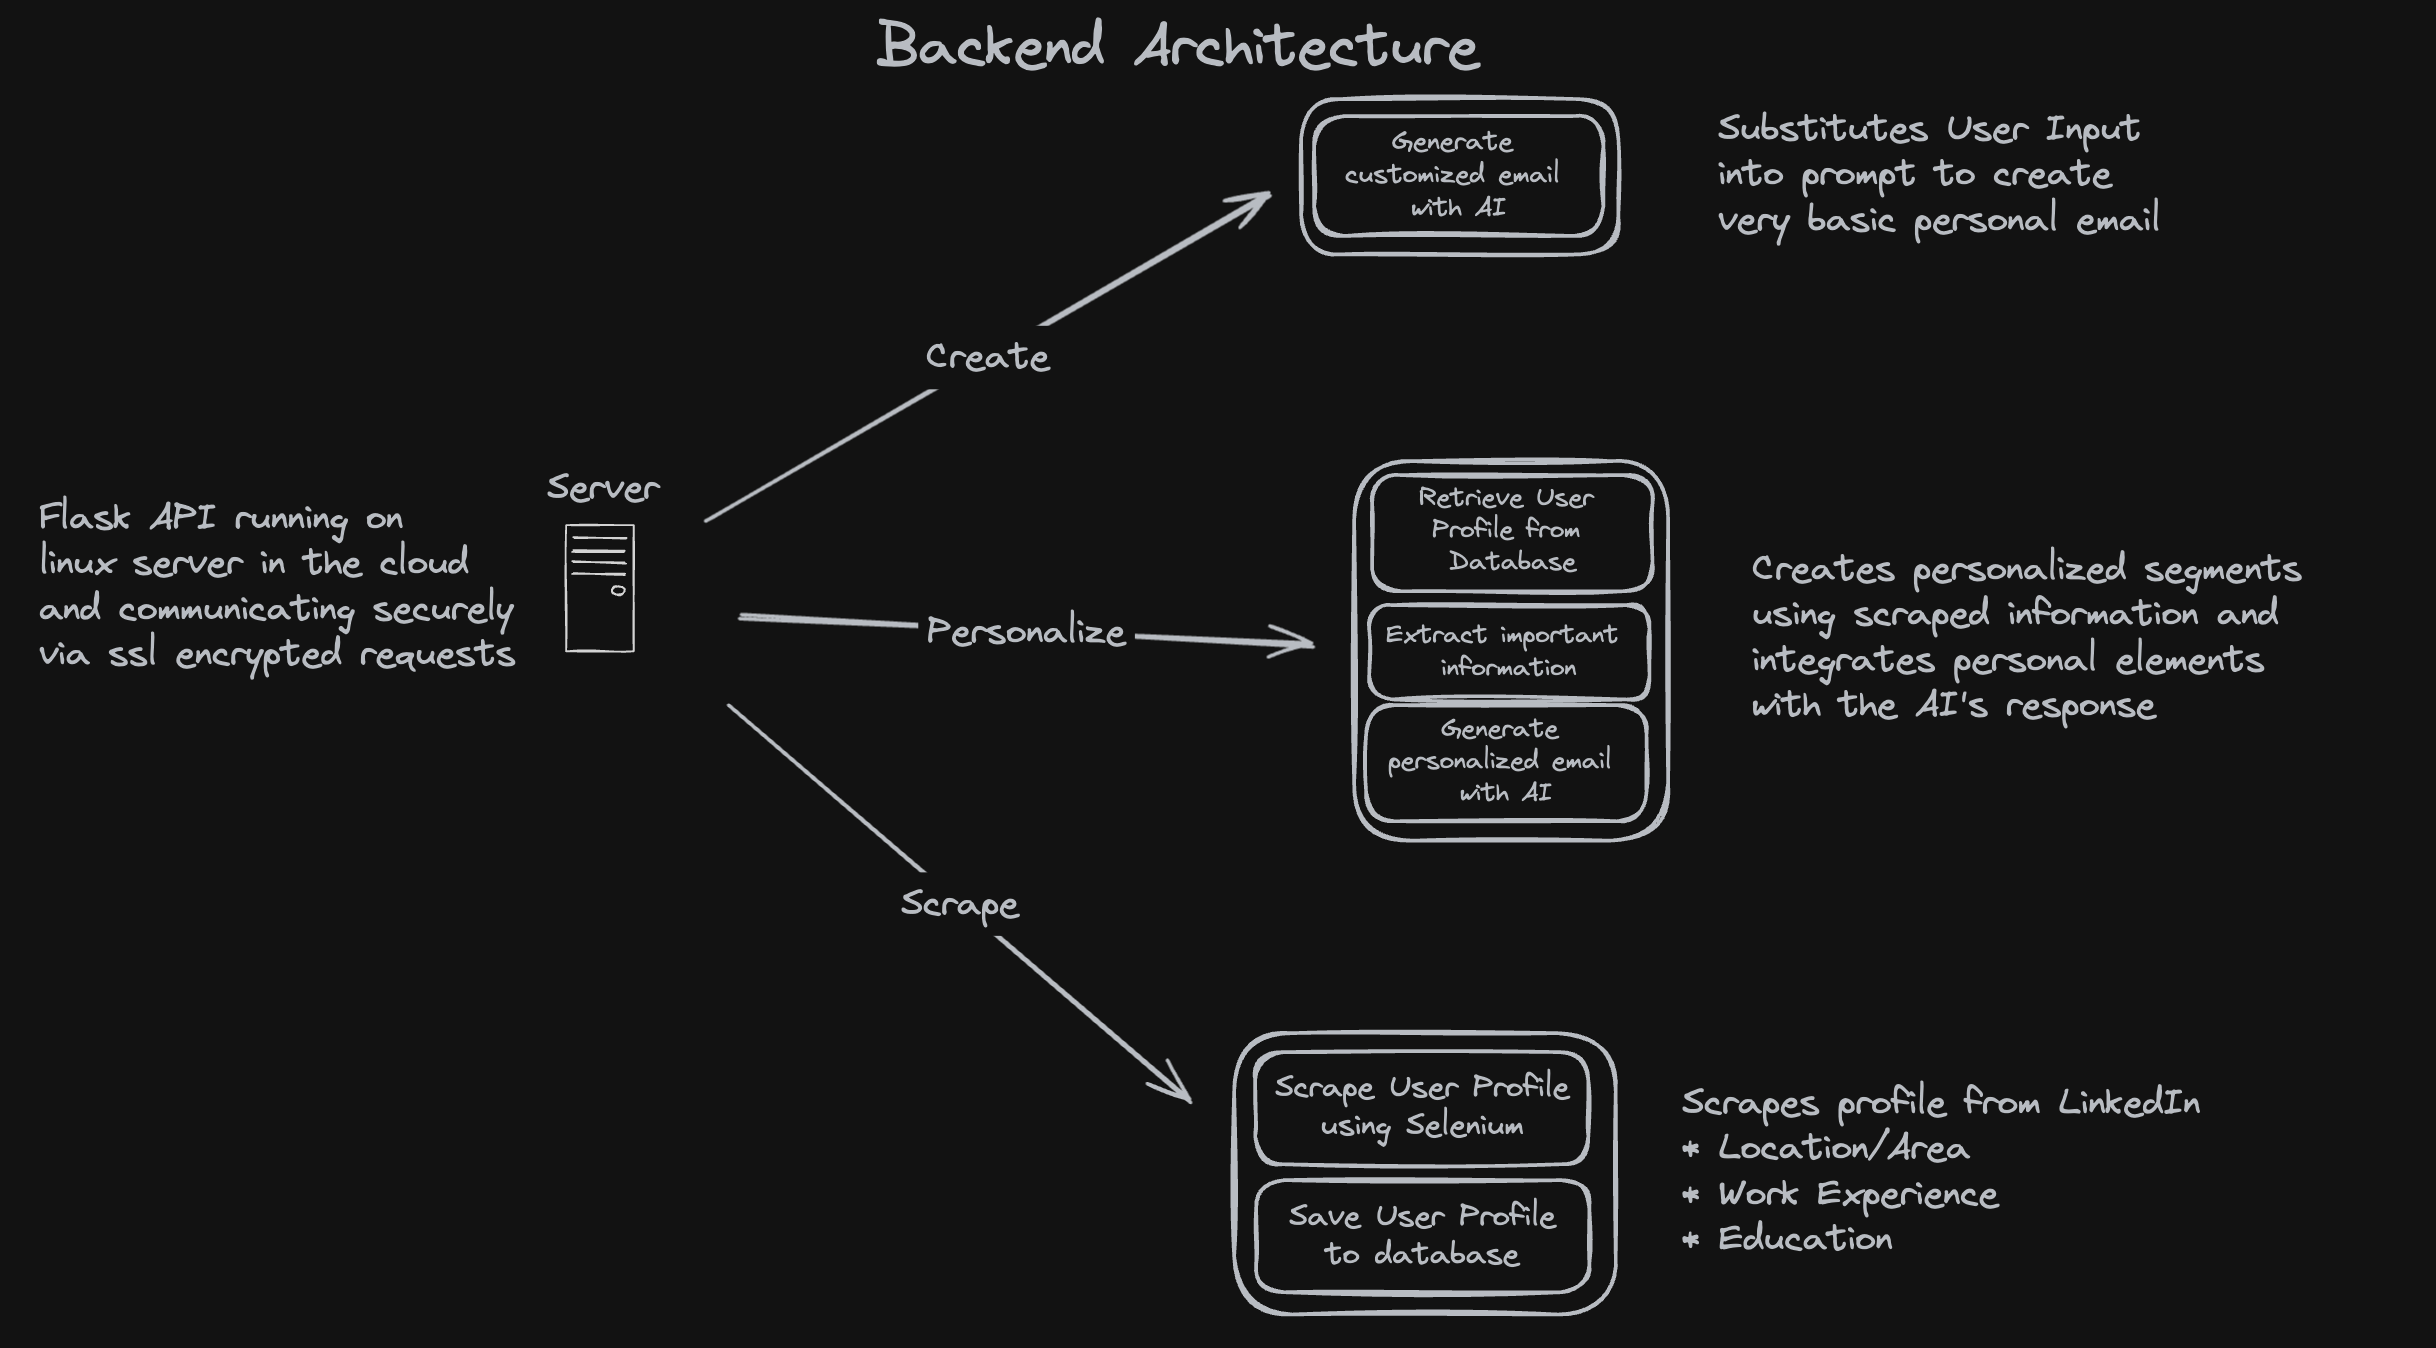 Backend Architecture
Generate
customized email
with AI
Substitutes User Input
into prompt to create
very basic personal email
Create
Server
Flask API running on
linux server in the cloud
and communicating securely
via ssl encrypted requests
Personalize
Retrieve User
Profile from
Database
Extract important
information
Generate
personalized email
with AI
Creates personalized segments
using scraped information and
integrates personal elements
with the AI's response
Scrape
Scrape User Profile
using Selenium
Save User Profile
to database
Scrapes profile from LinkedIn
* Location/Area
* Work Experience
* Education